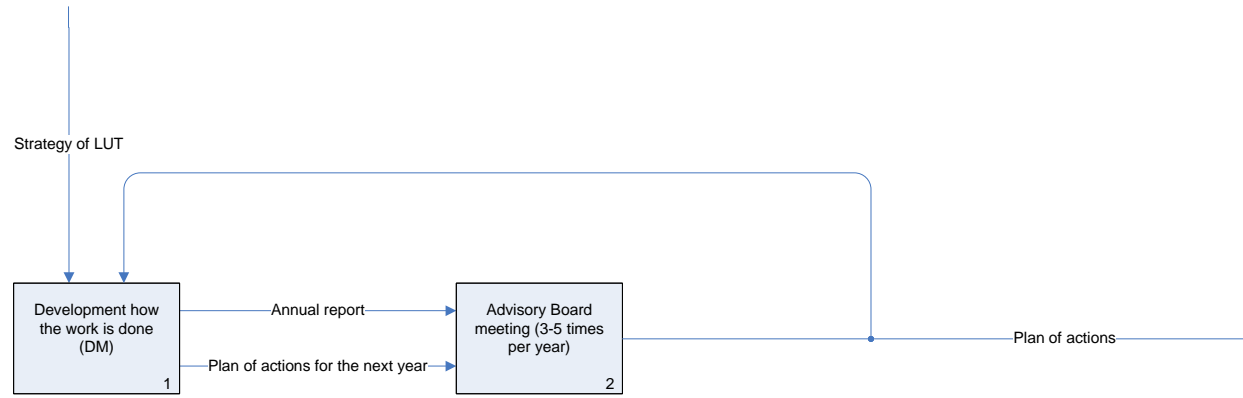 Strategy of LUT
Development how
the work is done
(DM)
1
Annual report
Plan of actions for the next year
Advisory Board
meeting (3-5 times
per year)
2
Plan of actions